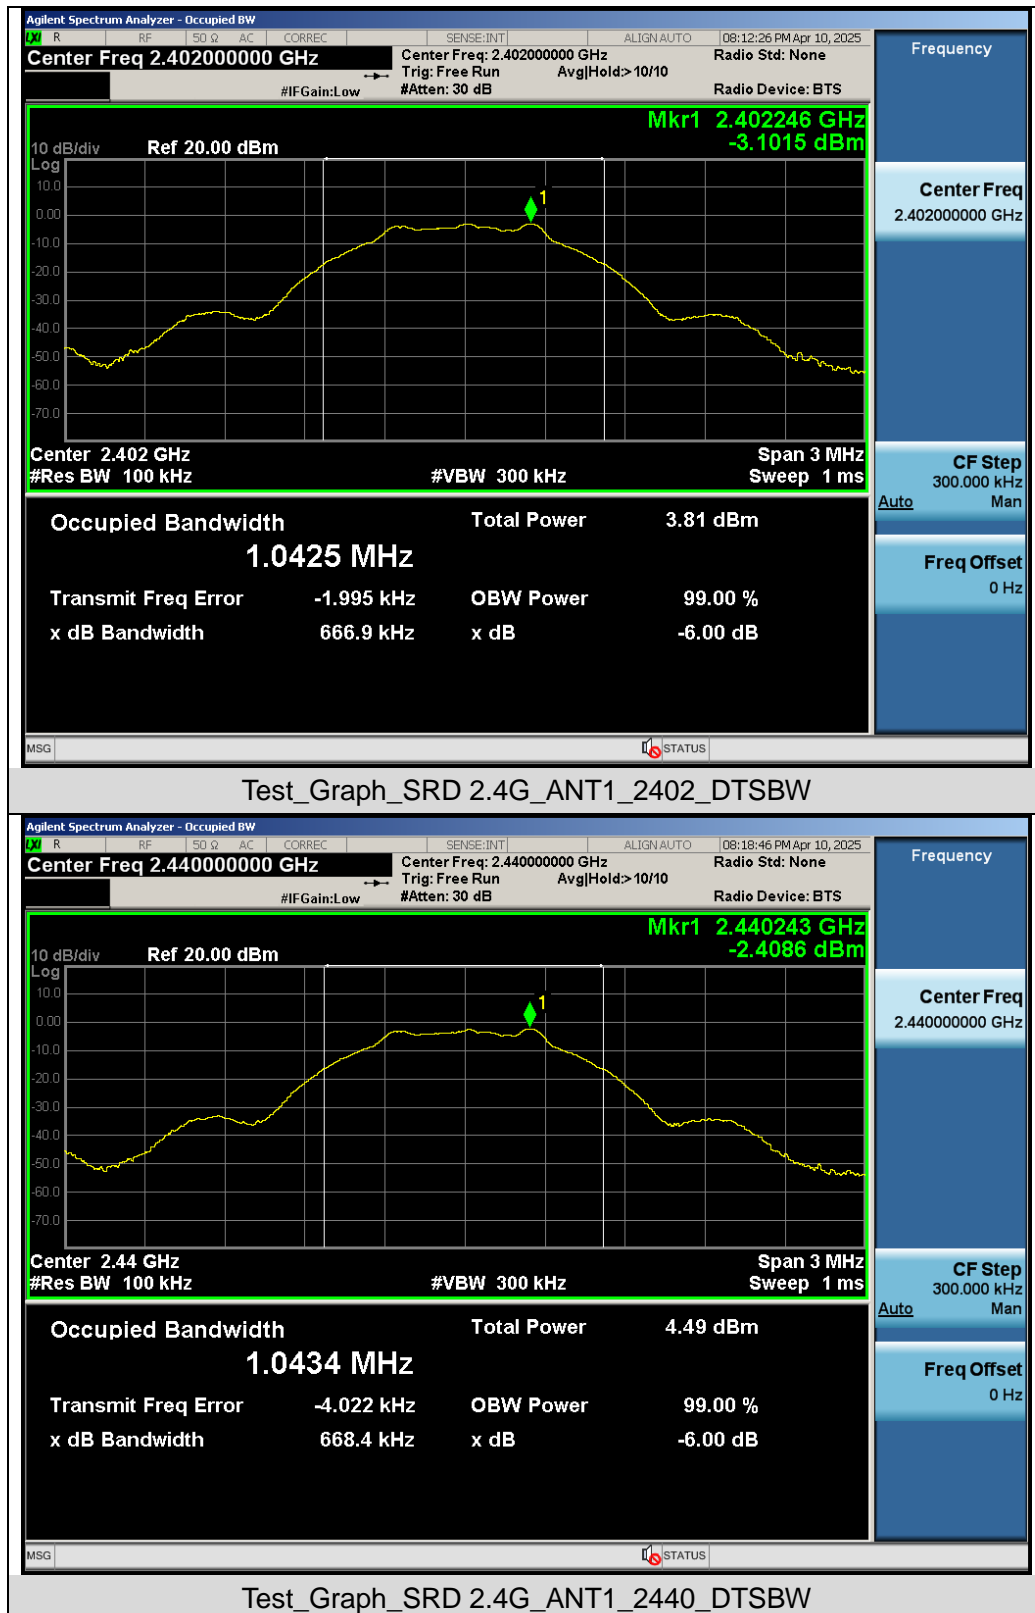 Agilent Spectrum Analyzer - Occupied BW
LXI R RF 50 Ω AC CORREC SENSE:INT ALIGN AUTO 08:12:26 PM Apr 10, 2025
Center Freq 2.402000000 GHz Center Freq: 2.402000000 GHz Radio Std: None Frequency
Trig: Free Run Avg|Hold:>10/10
#IFGain:Low #Atten: 30 dB Radio Device: BTS
Mkr1 2.402246 GHz
-3.1015 dBm
10 dB/div Ref 20.00 dBm
Log
10.0
1
0.00
-10.0
-20.0
-30.0
-40.0
-50.0
-60.0
-70.0
Center Freq
2.402000000 GHz
Center 2.402 GHz Span 3 MHz
#Res BW 100 kHz #VBW 300 kHz Sweep 1 ms
CF Step
300.000 kHz
Auto Man
Occupied Bandwidth Total Power 3.81 dBm
1.0425 MHz
Freq Offset
0 Hz
Transmit Freq Error -1.995 kHz OBW Power 99.00 %
x dB Bandwidth 666.9 kHz x dB -6.00 dB
MSG STATUS
Test_Graph_SRD 2.4G_ANT1_2402_DTSBW
Agilent Spectrum Analyzer - Occupied BW
LXI R RF 50 Ω AC CORREC SENSE:INT ALIGN AUTO 08:18:46 PM Apr 10, 2025
Center Freq 2.440000000 GHz Center Freq: 2.440000000 GHz Radio Std: None Frequency
Trig: Free Run Avg|Hold:>10/10
#IFGain:Low #Atten: 30 dB Radio Device: BTS
Mkr1 2.440243 GHz
-2.4086 dBm
10 dB/div Ref 20.00 dBm
Log
10.0
1
0.00
-10.0
-20.0
-30.0
-40.0
-50.0
-60.0
-70.0
Center Freq
2.440000000 GHz
Center 2.44 GHz Span 3 MHz
#Res BW 100 kHz #VBW 300 kHz Sweep 1 ms
CF Step
300.000 kHz
Auto Man
Occupied Bandwidth Total Power 4.49 dBm
1.0434 MHz
Freq Offset
0 Hz
Transmit Freq Error -4.022 kHz OBW Power 99.00 %
x dB Bandwidth 668.4 kHz x dB -6.00 dB
MSG STATUS
Test_Graph_SRD 2.4G_ANT1_2440_DTSBW